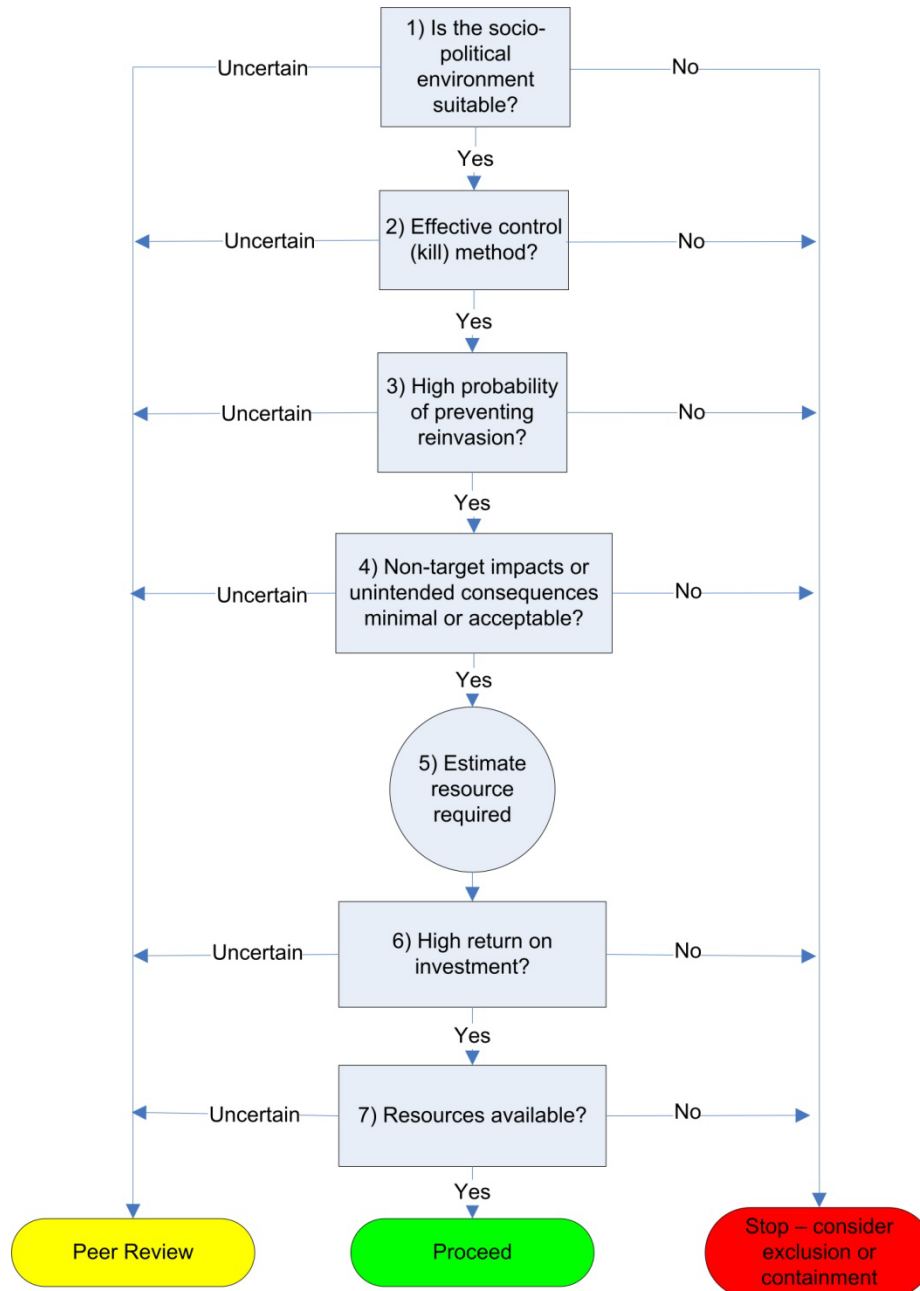 1) Is the socio-
political
environment
suitable?
Uncertain
No
Yes
2) Effective control
(kill) method?
Uncertain
No
Yes
3) High probability
of preventing
reinvasion?
Uncertain
No
Yes
4) Non-target impacts or
unintended consequences
minimal or acceptable?
Uncertain
No
Yes
5) Estimate
resource
required
6) High return on
investment?
Uncertain
No
Yes
7) Resources available?
Uncertain
No
Yes
Peer Review
Proceed
Stop – consider
exclusion or
containment